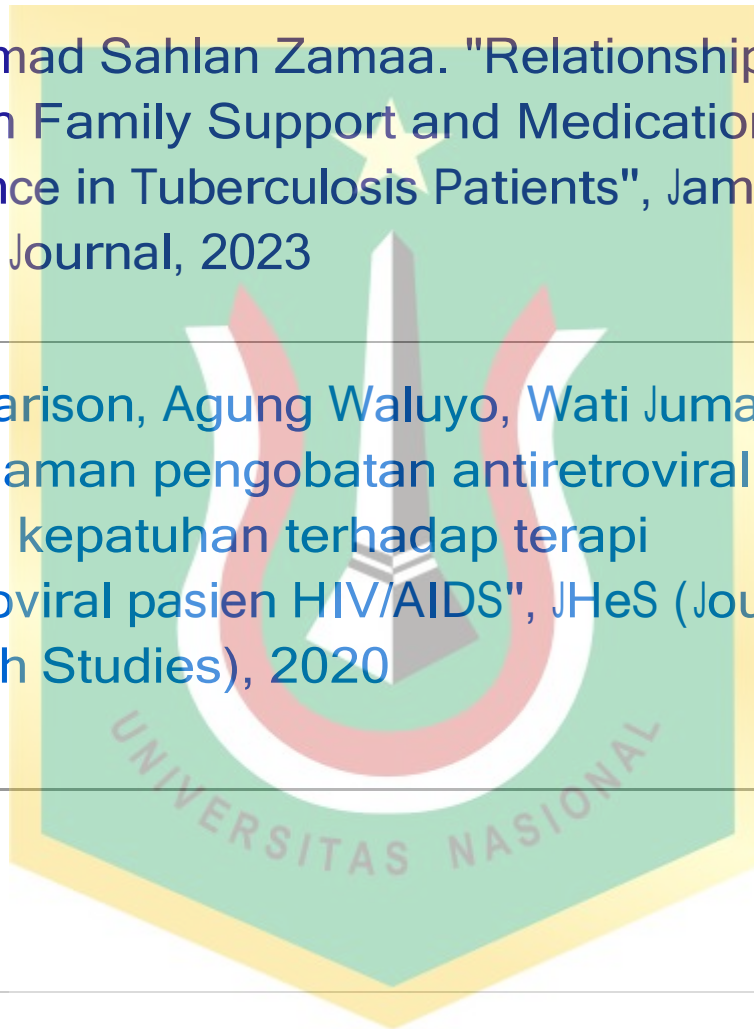 mad Sahlan Zamaa. "Relationship
n Family Support and Medication
nce in Tuberculosis Patients", Jam
Journal, 2023
arison, Agung Waluyo, Wati Juma
aman pengobatan antiretroviral
kepatuhan terhadap terapi
oviral pasien HIV/AIDS", JHeS (Jou
h Studies), 2020
UNIVERSITAS NASIONAL